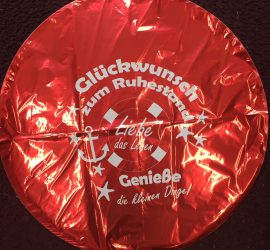 Glückwunsch
zum Ruhestand
Liebe
das Leben
Genieße
die kleinen Dinge!